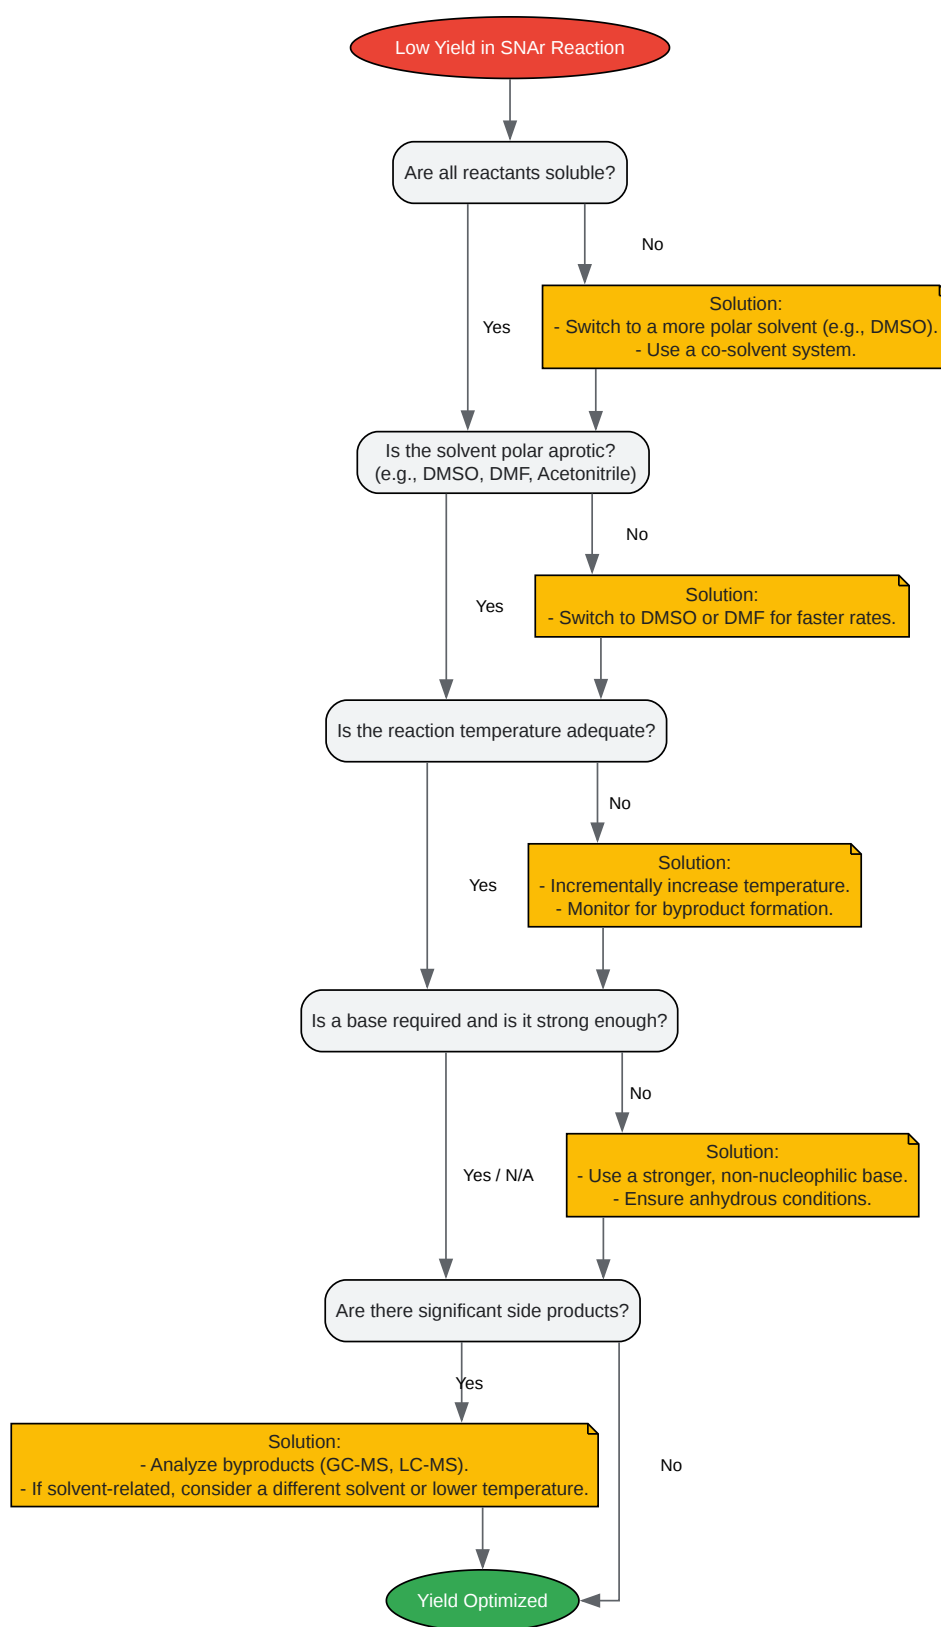 Low Yield in SNAr Reaction
Are all reactants soluble?
No
Yes
Solution:
- Switch to a more polar solvent (e.g., DMSO).
- Use a co-solvent system.
Is the solvent polar aprotic?
(e.g., DMSO, DMF, Acetonitrile)
No
Yes
Solution:
- Switch to DMSO or DMF for faster rates.
Is the reaction temperature adequate?
No
Yes
Solution:
- Incrementally increase temperature.
- Monitor for byproduct formation.
Is a base required and is it strong enough?
No
Yes / N/A
Solution:
- Use a stronger, non-nucleophilic base.
- Ensure anhydrous conditions.
Are there significant side products?
Yes
Solution:
- Analyze byproducts (GC-MS, LC-MS).
- If solvent-related, consider a different solvent or lower temperature.
No
Yield Optimized